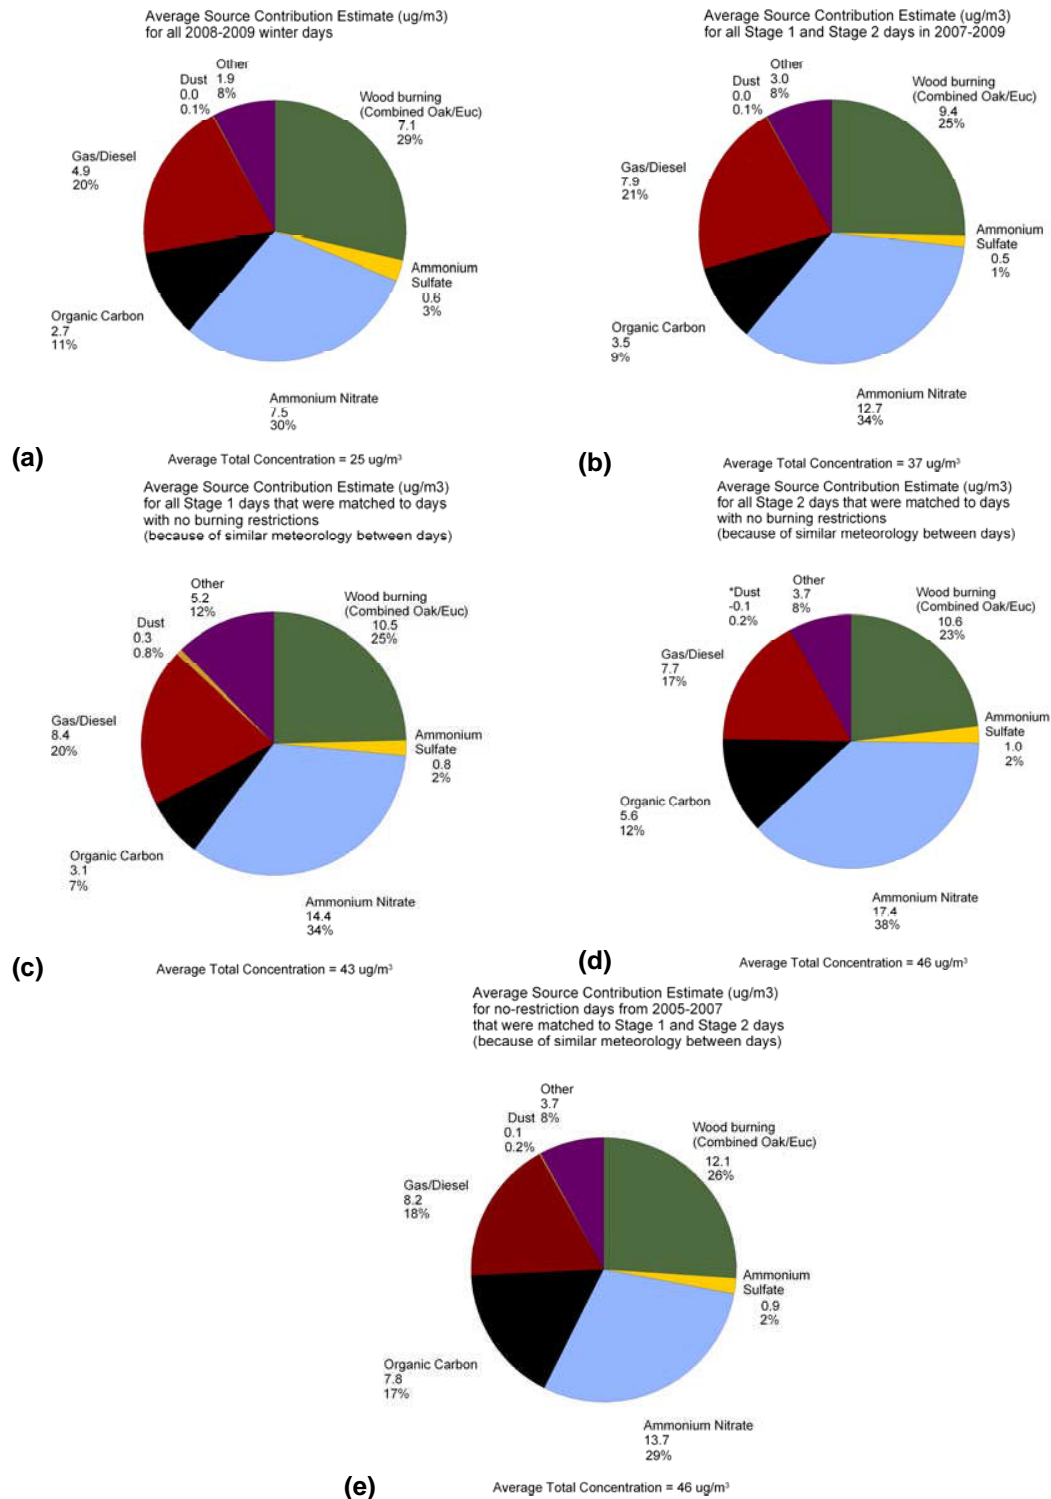 Average Source Contribution Estimate (ug/m3)
for all 2008-2009 winter days
Other
1.9
8%
Dust
0.0
0.1%
Wood burning
(Combined Oak/Euc)
7.1
29%
Gas/Diesel
4.9
20%
Ammonium
Sulfate
0.6
3%
Organic Carbon
2.7
11%
Ammonium Nitrate
7.5
30%
(a)
Average Total Concentration = 25 ug/m³
Average Source Contribution Estimate (ug/m3)
for all Stage 1 and Stage 2 days in 2007-2009
Other
3.0
8%
Dust
0.0
0.1%
Wood burning
(Combined Oak/Euc)
9.4
25%
Gas/Diesel
7.9
21%
Ammonium
Sulfate
0.5
1%
Organic Carbon
3.5
9%
Ammonium Nitrate
12.7
34%
(b)
Average Total Concentration = 37 ug/m³
Average Source Contribution Estimate (ug/m3)
for all Stage 1 days that were matched to days
with no burning restrictions
(because of similar meteorology between days)
Other
5.2
12%
Dust
0.3
0.8%
Wood burning
(Combined Oak/Euc)
10.5
25%
Gas/Diesel
8.4
20%
Ammonium
Sulfate
0.8
2%
Organic Carbon
3.1
7%
Ammonium Nitrate
14.4
34%
(c)
Average Total Concentration = 43 ug/m³
Average Source Contribution Estimate (ug/m3)
for all Stage 2 days that were matched to days
with no burning restrictions
(because of similar meteorology between days)
Other
3.7
8%
*Dust
-0.1
0.2%
Wood burning
(Combined Oak/Euc)
10.6
23%
Gas/Diesel
7.7
17%
Ammonium
Sulfate
1.0
2%
Organic Carbon
5.6
12%
Ammonium Nitrate
17.4
38%
(d)
Average Total Concentration = 46 ug/m³
Average Source Contribution Estimate (ug/m3)
for no-restriction days from 2005-2007
that were matched to Stage 1 and Stage 2 days
(because of similar meteorology between days)
Other
3.7
8%
Dust
0.1
0.2%
Wood burning
(Combined Oak/Euc)
12.1
26%
Gas/Diesel
8.2
18%
Ammonium
Sulfate
0.9
2%
Organic Carbon
7.8
17%
Ammonium Nitrate
13.7
29%
(e)
Average Total Concentration = 46 ug/m³